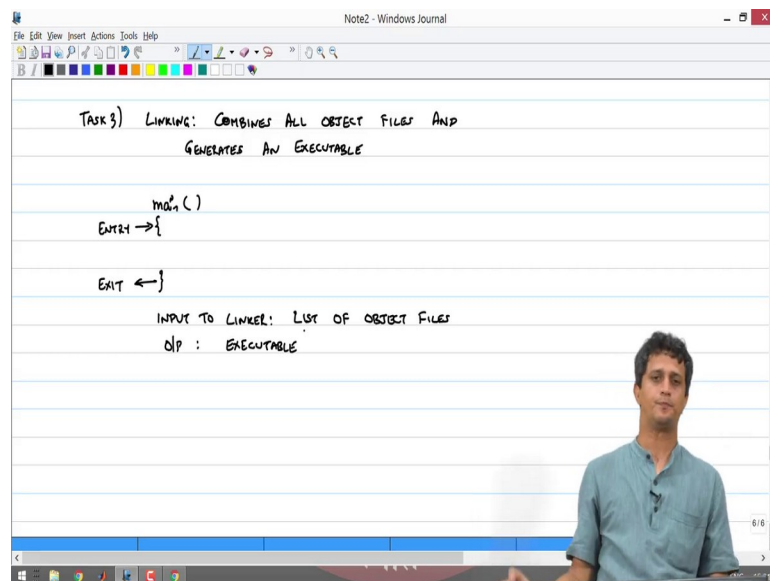 Note2 - Windows Journal
File Edit View Insert Actions Tools Help
TASK 3) LINKING: COMBINES ALL OBJECT FILES AND
GENERATES AN EXECUTABLE
main ( )
ENTRY → {
EXIT ← }
INPUT TO LINKER: LIST OF OBJECT FILES
O/P : EXECUTABLE
6/6